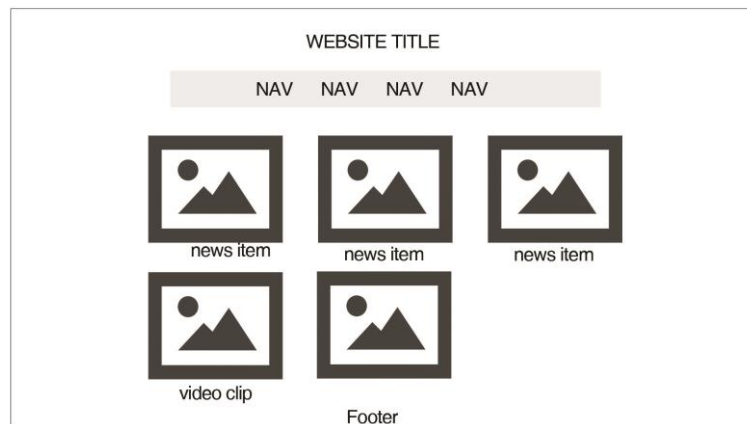 WEBSITE TITLE
NAV NAV NAV NAV
news item news item news item
video clip
Footer